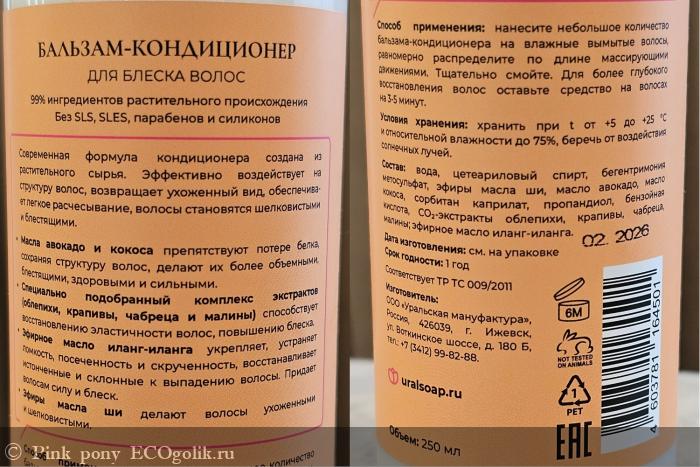 БАЛЬЗАМ-КОНДИЦИОНЕР
ДЛЯ БЛЕСКА ВОЛОС
99% ингредиентов растительного происхождения
Без SLS, SLES, парабенов и силиконов
Современная формула кондиционера создана из
растительного сырья. Эффективно воздействует на
структуру волос, возвращает ухоженный вид, обеспечива-
ет легкое расчесывание, волосы становятся шелковистыми
и блестящими.
• Масла авокадо и кокоса препятствуют потере белка,
сохраняя структуру волос, делают их более объемными,
блестящими, здоровыми и сильными.
• Специально подобранный комплекс экстрактов
(облепихи, крапивы, чабреца и малины) способствует
восстановлению эластичности волос, повышению блеска.
• Эфирное масло иланг-иланга укрепляет, устраняет
ломкость, посеченность и скрученность, восстанавливает
истонченные и склонные к выпадению волосы. Придает
волосам силу и блеск.
• Эфиры масла ши делают волосы ухоженными
и шелковистыми.
Способ применения: нанесите небольшое количество
бальзама-кондиционера на влажные вымытые волосы,
равномерно распределите по длине массирующими
движениями. Тщательно смойте. Для более глубокого
восстановления волос оставьте средство на волосах
на 3-5 минут.
Условия хранения: хранить при t от +5 до +25 °С
и относительной влажности до 75%, беречь от воздействия
солнечных лучей.
Состав: вода, цетеариловый спирт, бегентримония
метосульфат, эфиры масла ши, масло авокадо, масло
кокоса, сорбитан каприлат, пропандиол, бензойная
кислота, CO₂-экстракты облепихи, крапивы, чабреца,
малины; эфирное масло иланг-иланга.
02. 2026
Дата изготовления: см. на упаковке
Срок годности: 1 год
Соответствует ТР ТС 009/2011
Изготовитель:
ООО «Уральская мануфактура»,
Россия, 426039, г. Ижевск,
ул. Воткинское шоссе, д. 180 Б,
тел.: +7 (3412) 99-82-88.
uralsoap.ru
Объем: 250 мл
6M
NOT TESTED
ON ANIMALS
1
PET
EAC
4 603781 164501
© Pink_pony ECOgolik.ru